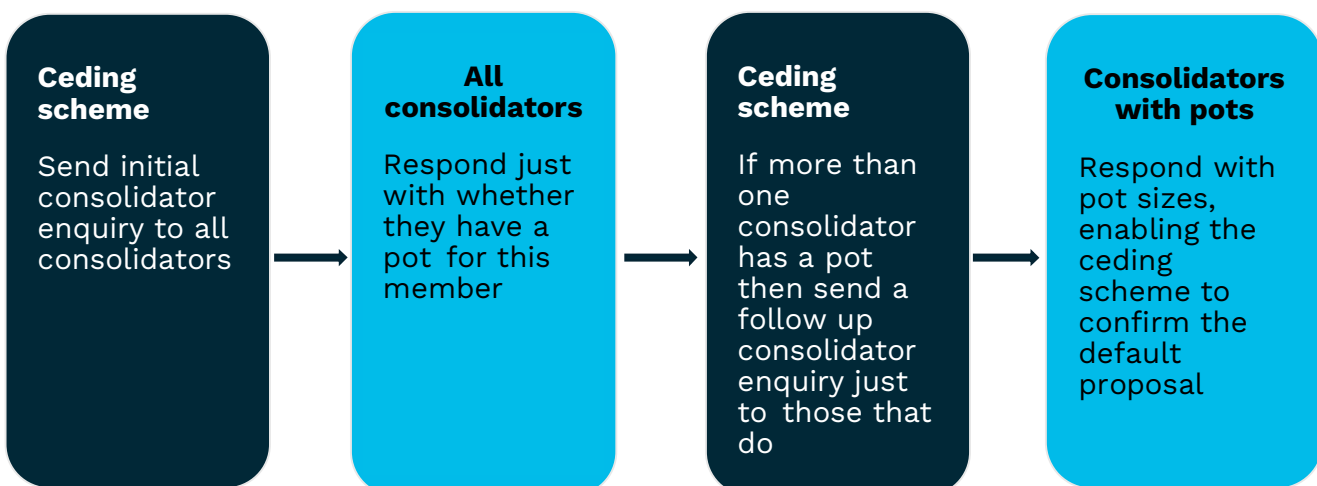 Ceding
scheme
Send initial
consolidator
enquiry to all
consolidators
All
consolidators
Respond just
with whether
they have a
pot for this
member
Ceding
scheme
If more than
one
consolidator
has a pot
then send a
follow up
consolidator
enquiry just
to those that
do
Consolidators
with pots
Respond with
pot sizes,
enabling the
ceding
scheme to
confirm the
default
proposal